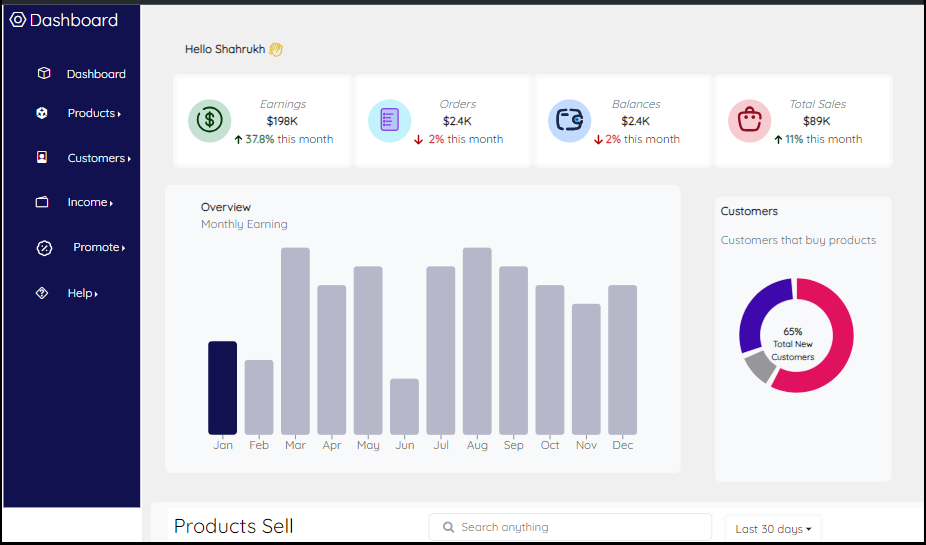 Dashboard
Dashboard
Products
Customers
Income
Promote
Help
Hello Shahrukh
Earnings
$198K
37.8% this month
Orders
$2.4K
2% this month
Balances
$2.4K
2% this month
Total Sales
$89K
11% this month
Overview
Monthly Earning
Jan Feb Mar Apr May Jun Jul Aug Sep Oct Nov Dec
Customers
Customers that buy products
65%
Total New
Customers
Products Sell
Search anything
Last 30 days